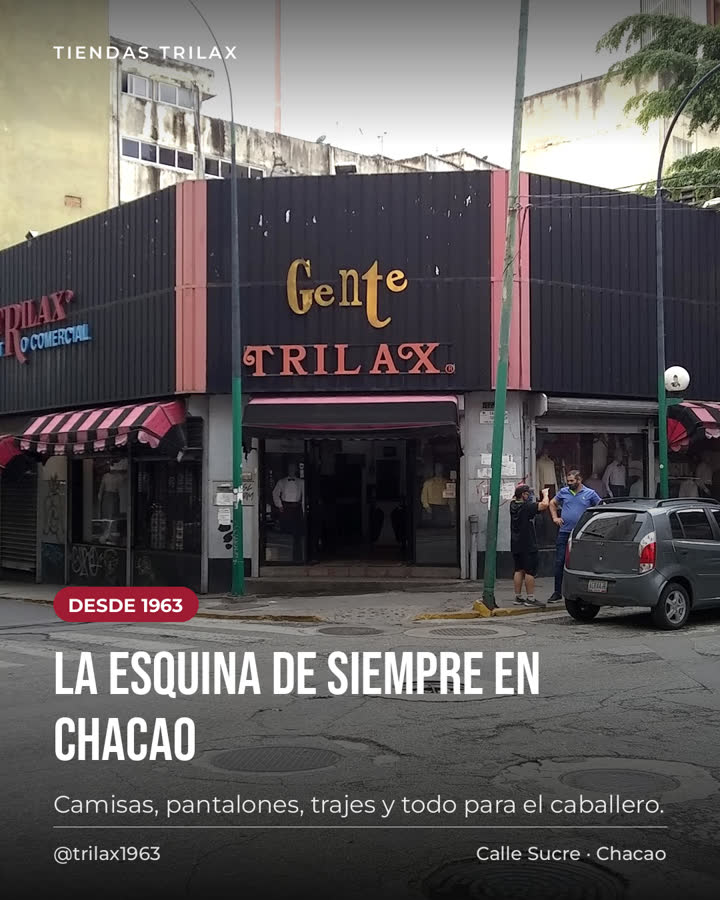 TIENDAS TRILAX
Gente
TRILAX®
TRILAX
O COMERCIAL
DESDE 1963
LA ESQUINA DE SIEMPRE EN
CHACAO
Camisas, pantalones, trajes y todo para el caballero.
@trilax1963
Calle Sucre · Chacao